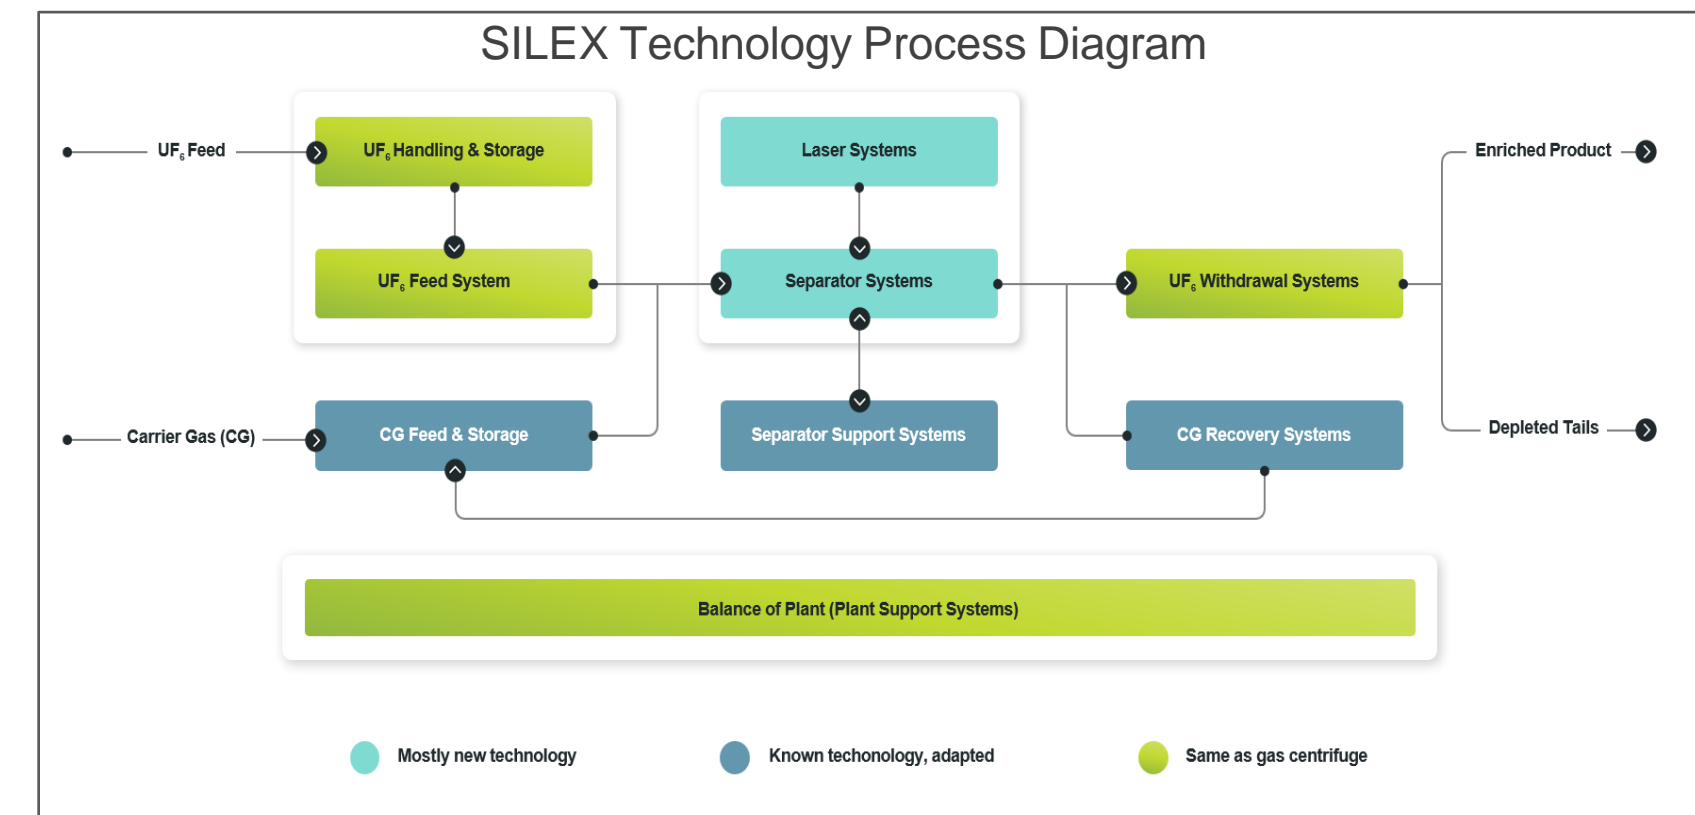 SILEX Technology Process Diagram
UF₆ Feed
UF₆ Handling & Storage
Laser Systems
Enriched Product
UF₆ Feed System
Separator Systems
UF₆ Withdrawal Systems
Carrier Gas (CG)
CG Feed & Storage
Separator Support Systems
CG Recovery Systems
Depleted Tails
Balance of Plant (Plant Support Systems)
Mostly new technology
Known techonology, adapted
Same as gas centrifuge